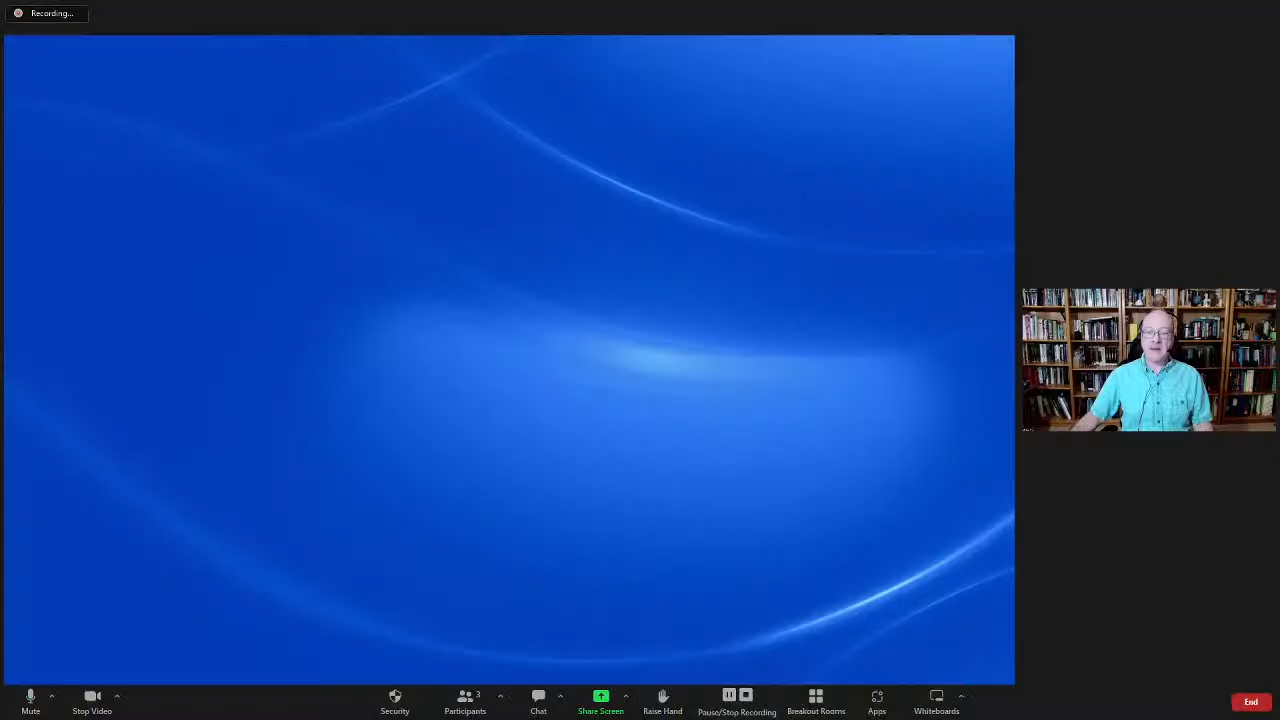 Recording...
Mute
Stop Video
Security
Participants
3
Chat
Share Screen
Raise Hand
Pause/Stop Recording
Breakout Rooms
Apps
Whiteboards
End